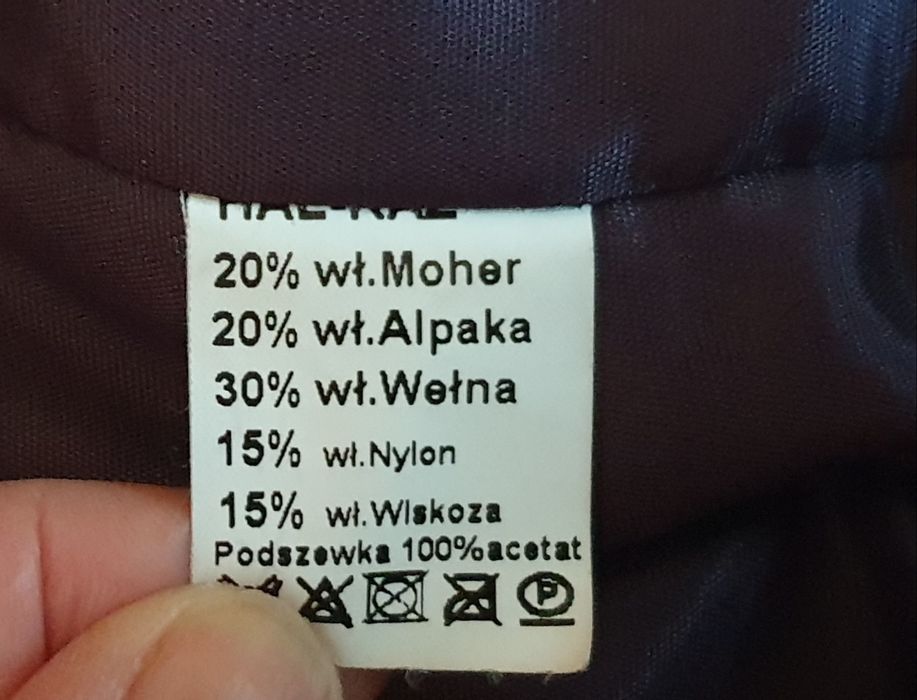 20% wł.Moher
20% wł.Alpaka
30% wł.Wełna
15% wł.Nylon
15% wł.Wiskoza
Podszewka 100%acetat
P